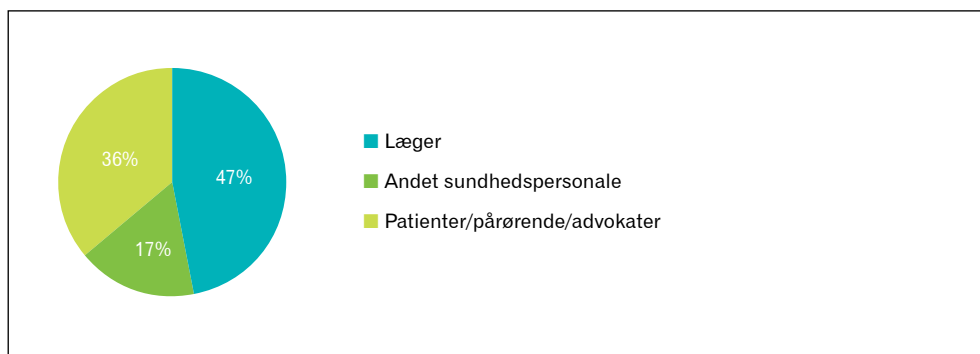 36%
47%
17%
Læger
Andet sundhedspersonale
Patienter/pårørende/advokater